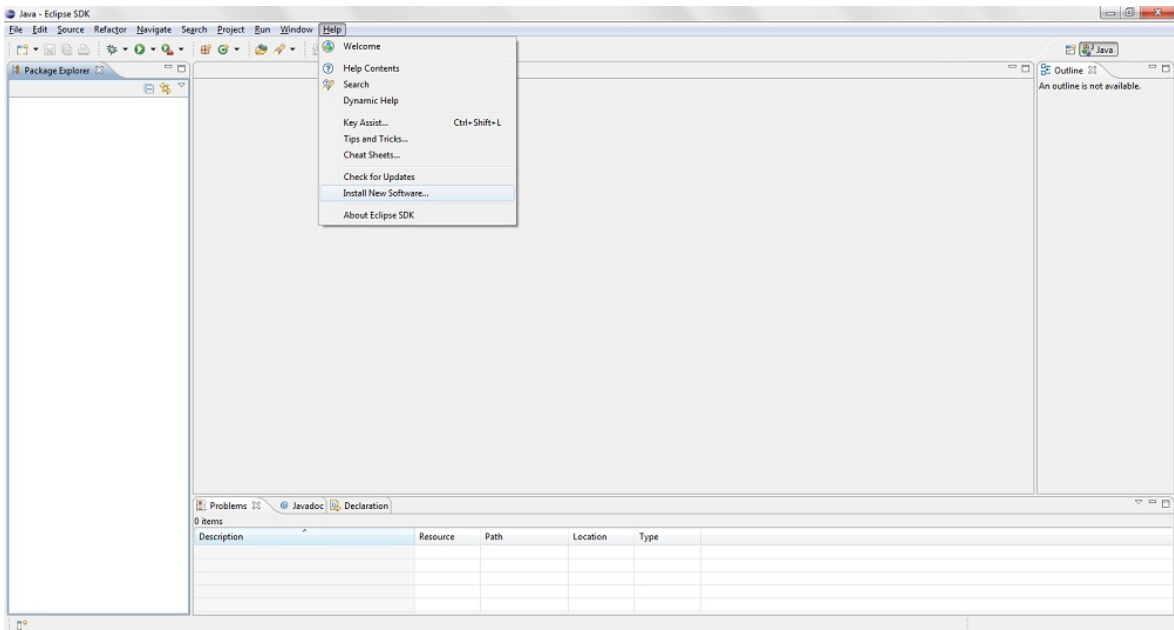 Java - Eclipse SDK
File Edit Source Refactor Navigate Search Project Run Window Help
Java
Package Explorer
Welcome
Help Contents
Search
Dynamic Help
Key Assist... Ctrl+Shift+L
Tips and Tricks...
Cheat Sheets...
Check for Updates
Install New Software...
About Eclipse SDK
Outline
An outline is not available.
Problems Javadoc Declaration
0 items
Description Resource Path Location Type